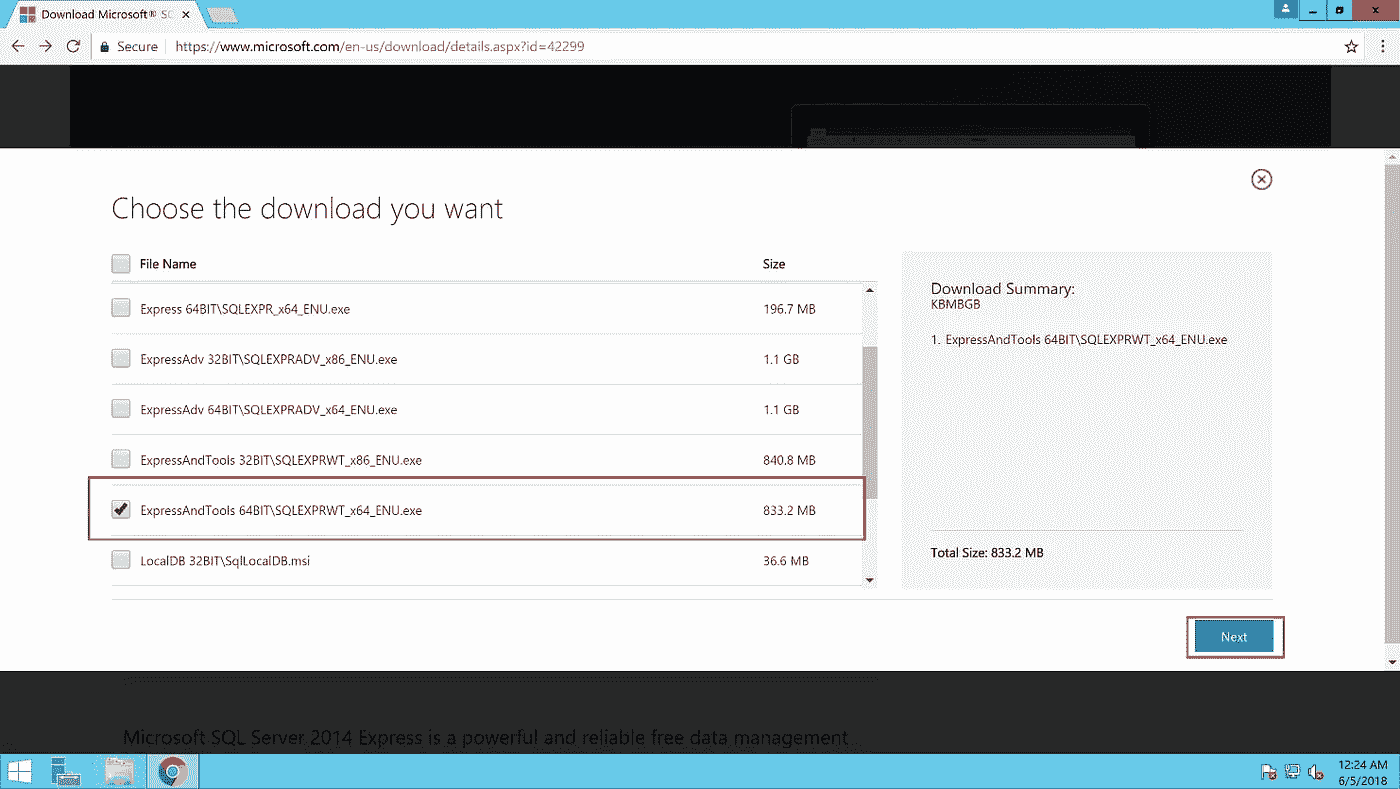 Download Microsoft® SC
Secure https://www.microsoft.com/en-us/download/details.aspx?id=42299
Choose the download you want
File Name Size
Express 64BIT\SQLEXPR_x64_ENU.exe 196.7 MB
ExpressAdv 32BIT\SQLEXPRADV_x86_ENU.exe 1.1 GB
ExpressAdv 64BIT\SQLEXPRADV_x64_ENU.exe 1.1 GB
ExpressAndTools 32BIT\SQLEXPRWT_x86_ENU.exe 840.8 MB
ExpressAndTools 64BIT\SQLEXPRWT_x64_ENU.exe 833.2 MB
LocalDB 32BIT\SqlLocalDB.msi 36.6 MB
Download Summary:
KBMBGB
1. ExpressAndTools 64BIT\SQLEXPRWT_x64_ENU.exe
Total Size: 833.2 MB
Next
Microsoft SQL Server 2014 Express is a powerful and reliable free data management
12:24 AM
6/5/2018